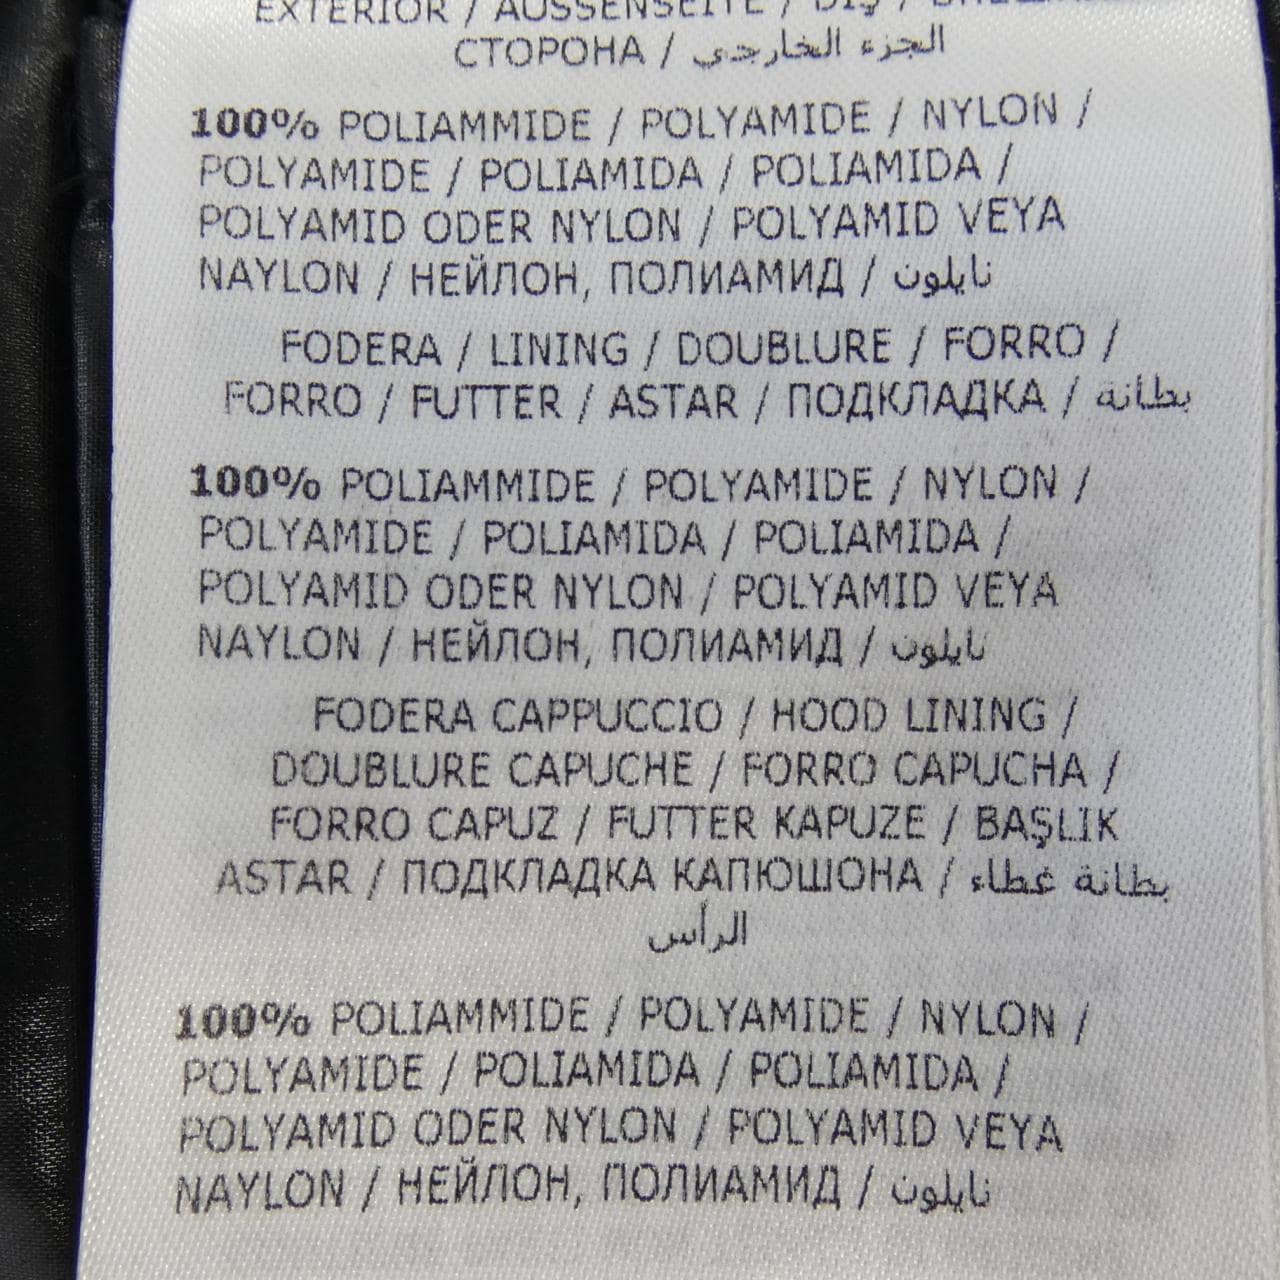 EXTERIOR / AUSSENSEITE / DIŞ /
СТОРОНА / الجزء الخارجي
100% POLIAMMIDE / POLYAMIDE / NYLON /
POLYAMIDE / POLIAMIDA / POLIAMIDA /
POLYAMID ODER NYLON / POLYAMID VEYA
NAYLON / НЕЙЛОН, ПОЛИАМИД / نايلون
FODERA / LINING / DOUBLURE / FORRO /
FORRO / FUTTER / ASTAR / ПОДКЛАДКА / بطانة
100% POLIAMMIDE / POLYAMIDE / NYLON /
POLYAMIDE / POLIAMIDA / POLIAMIDA /
POLYAMID ODER NYLON / POLYAMID VEYA
NAYLON / НЕЙЛОН, ПОЛИАМИД / نايلون
FODERA CAPPUCCIO / HOOD LINING /
DOUBLURE CAPUCHE / FORRO CAPUCHA /
FORRO CAPUZ / FUTTER KAPUZE / BAŞLIK
ASTAR / ПОДКЛАДКА КАПЮШОНА / بطانة غطاء
الرأس
100% POLIAMMIDE / POLYAMIDE / NYLON /
POLYAMIDE / POLIAMIDA / POLIAMIDA /
POLYAMID ODER NYLON / POLYAMID VEYA
NAYLON / НЕЙЛОН, ПОЛИАМИД / نايلون